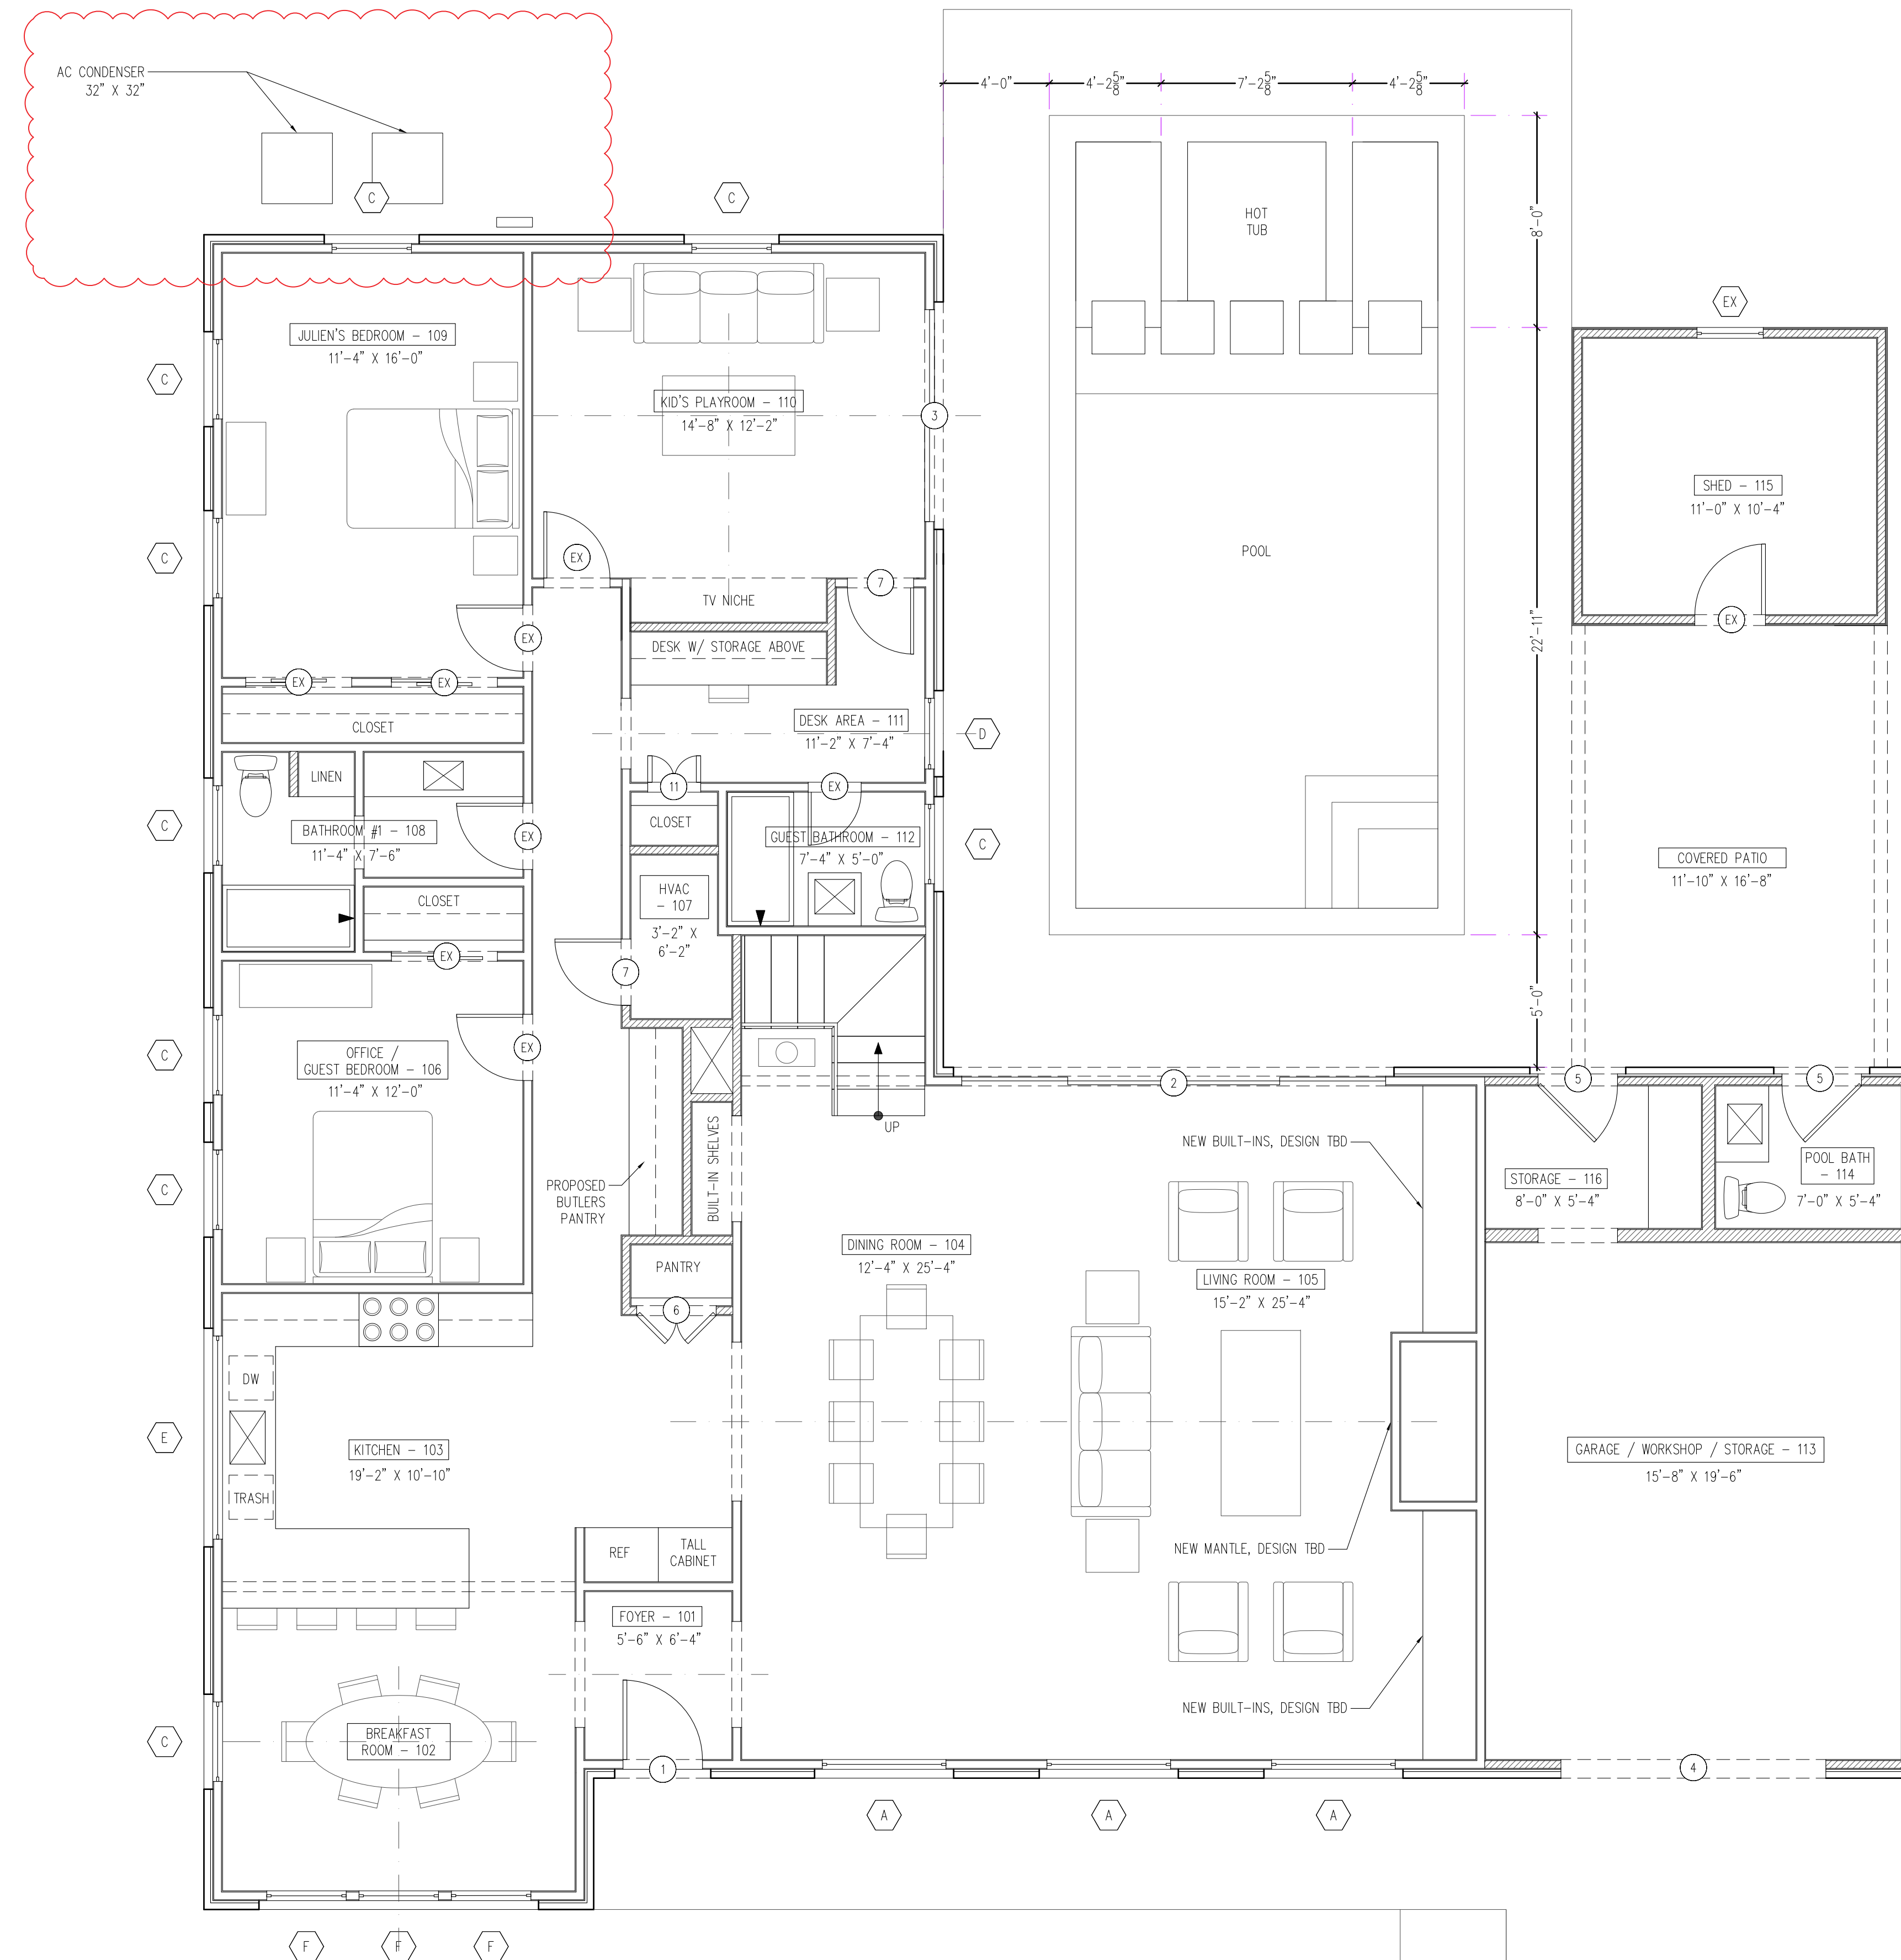 AC CONDENSER
32" X 32"
4'-0"
4'-2 5/8"
7'-2 5/8"
4'-2 5/8"
C
C
HOT
TUB
8'-0"
EX
JULIEN'S BEDROOM - 109
11'-4" X 16'-0"
C
KID'S PLAYROOM - 110
14'-8" X 12'-2"
3
SHED - 115
11'-0" X 10'-4"
C
EX
POOL
7
TV NICHE
EX
EX
22'-11"
DESK W/ STORAGE ABOVE
EX
EX
CLOSET
DESK AREA - 111
11'-2" X 7'-4"
D
LINEN
11
EX
C
BATHROOM #1 - 108
11'-4" X 7'-6"
EX
CLOSET
GUEST BATHROOM - 112
7'-4" X 5'-0"
C
COVERED PATIO
11'-10" X 16'-8"
HVAC
- 107
3'-2" X
6'-2"
CLOSET
EX
7
5'-0"
C
OFFICE /
GUEST BEDROOM - 106
11'-4" X 12'-0"
EX
2
5
5
UP
NEW BUILT-INS, DESIGN TBD
C
PROPOSED
BUTLERS
PANTRY
BUILT-IN SHELVES
STORAGE - 116
8'-0" X 5'-4"
POOL BATH
- 114
7'-0" X 5'-4"
DINING ROOM - 104
12'-4" X 25'-4"
PANTRY
LIVING ROOM - 105
15'-2" X 25'-4"
6
DW
E
KITCHEN - 103
19'-2" X 10'-10"
GARAGE / WORKSHOP / STORAGE - 113
15'-8" X 19'-6"
TRASH
REF
TALL
CABINET
NEW MANTLE, DESIGN TBD
FOYER - 101
5'-6" X 6'-4"
NEW BUILT-INS, DESIGN TBD
C
BREAKFAST
ROOM - 102
1
4
A
A
A
F
F
F